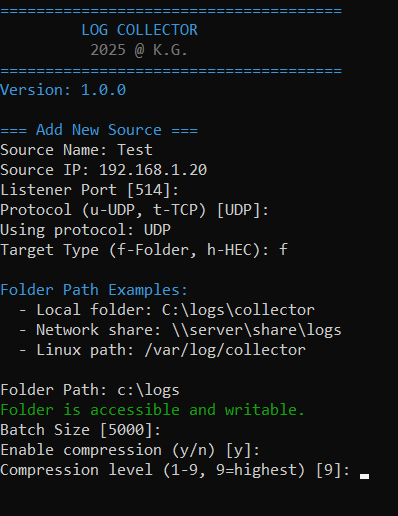 ======================================
LOG COLLECTOR
2025 @ K.G.
======================================
Version: 1.0.0
=== Add New Source ===
Source Name: Test
Source IP: 192.168.1.20
Listener Port [514]:
Protocol (u-UDP, t-TCP) [UDP]:
Using protocol: UDP
Target Type (f-Folder, h-HEC): f
Folder Path Examples:
- Local folder: C:\logs\collector
- Network share: \\server\share\logs
- Linux path: /var/log/collector
Folder Path: c:\logs
Folder is accessible and writable.
Batch Size [5000]:
Enable compression (y/n) [y]:
Compression level (1-9, 9=highest) [9]: